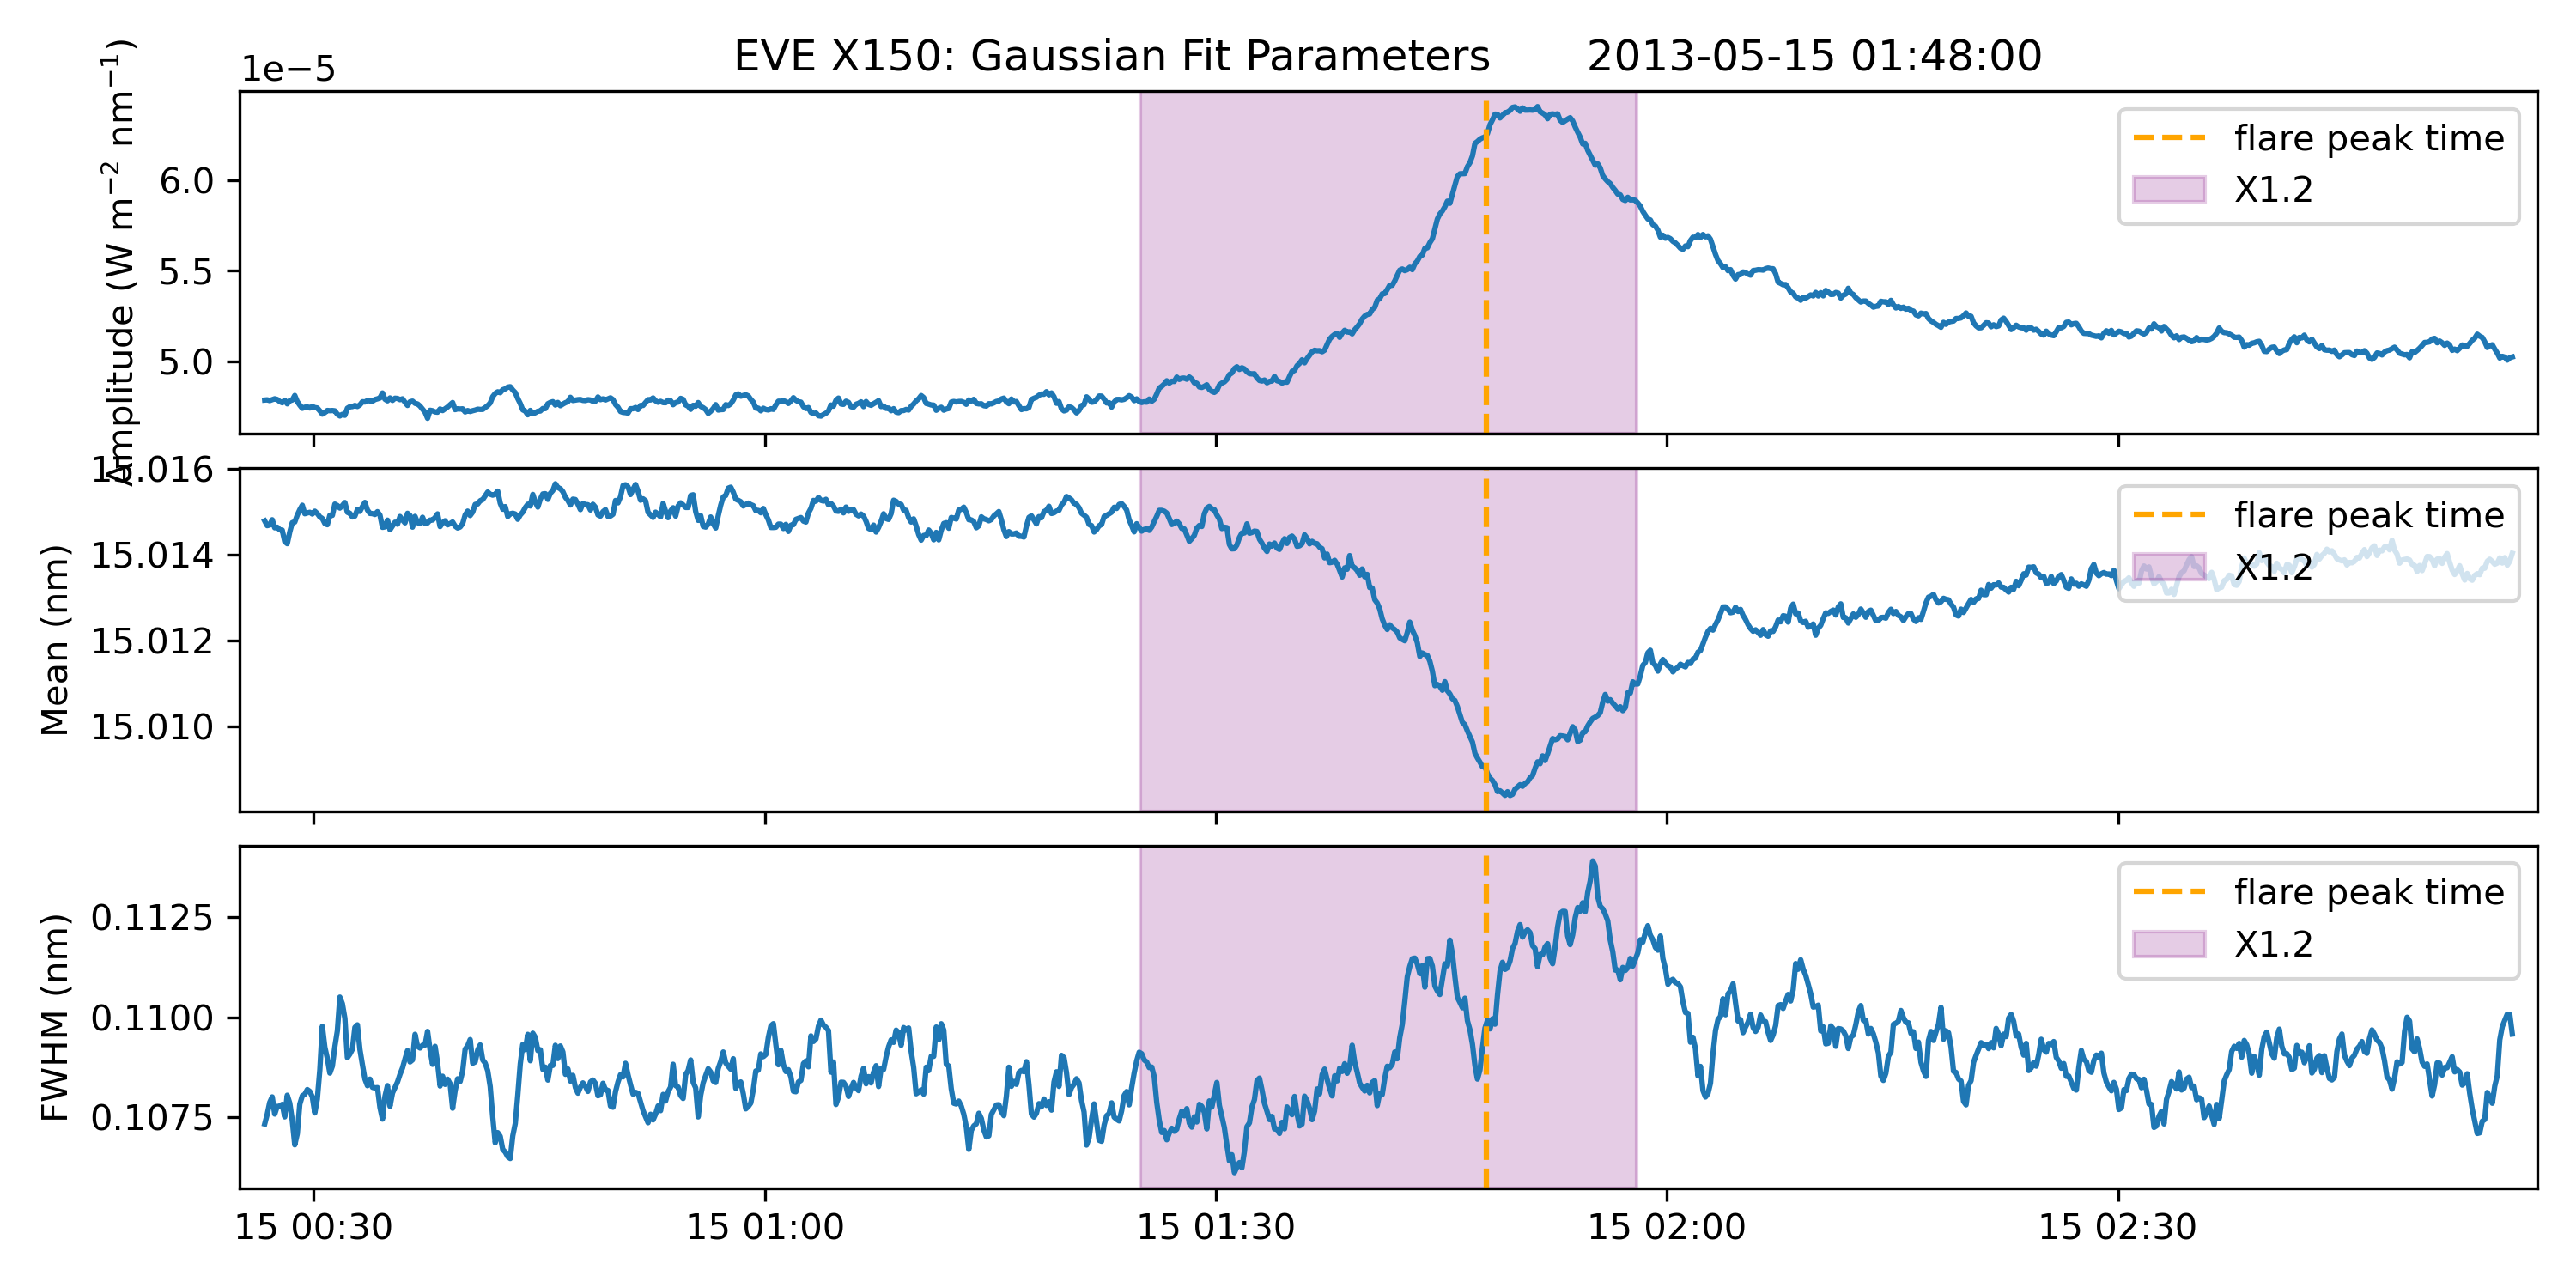 EVE X150: Gaussian Fit Parameters 2013-05-15 01:48:00
1e−5
Amplitude (W m−2 nm−1)
6.0
5.5
5.0
flare peak time
X1.2
Mean (nm)
15.016
15.014
15.012
15.010
flare peak time
X1.2
FWHM (nm)
0.1125
0.1100
0.1075
flare peak time
X1.2
15 00:30 15 01:00 15 01:30 15 02:00 15 02:30